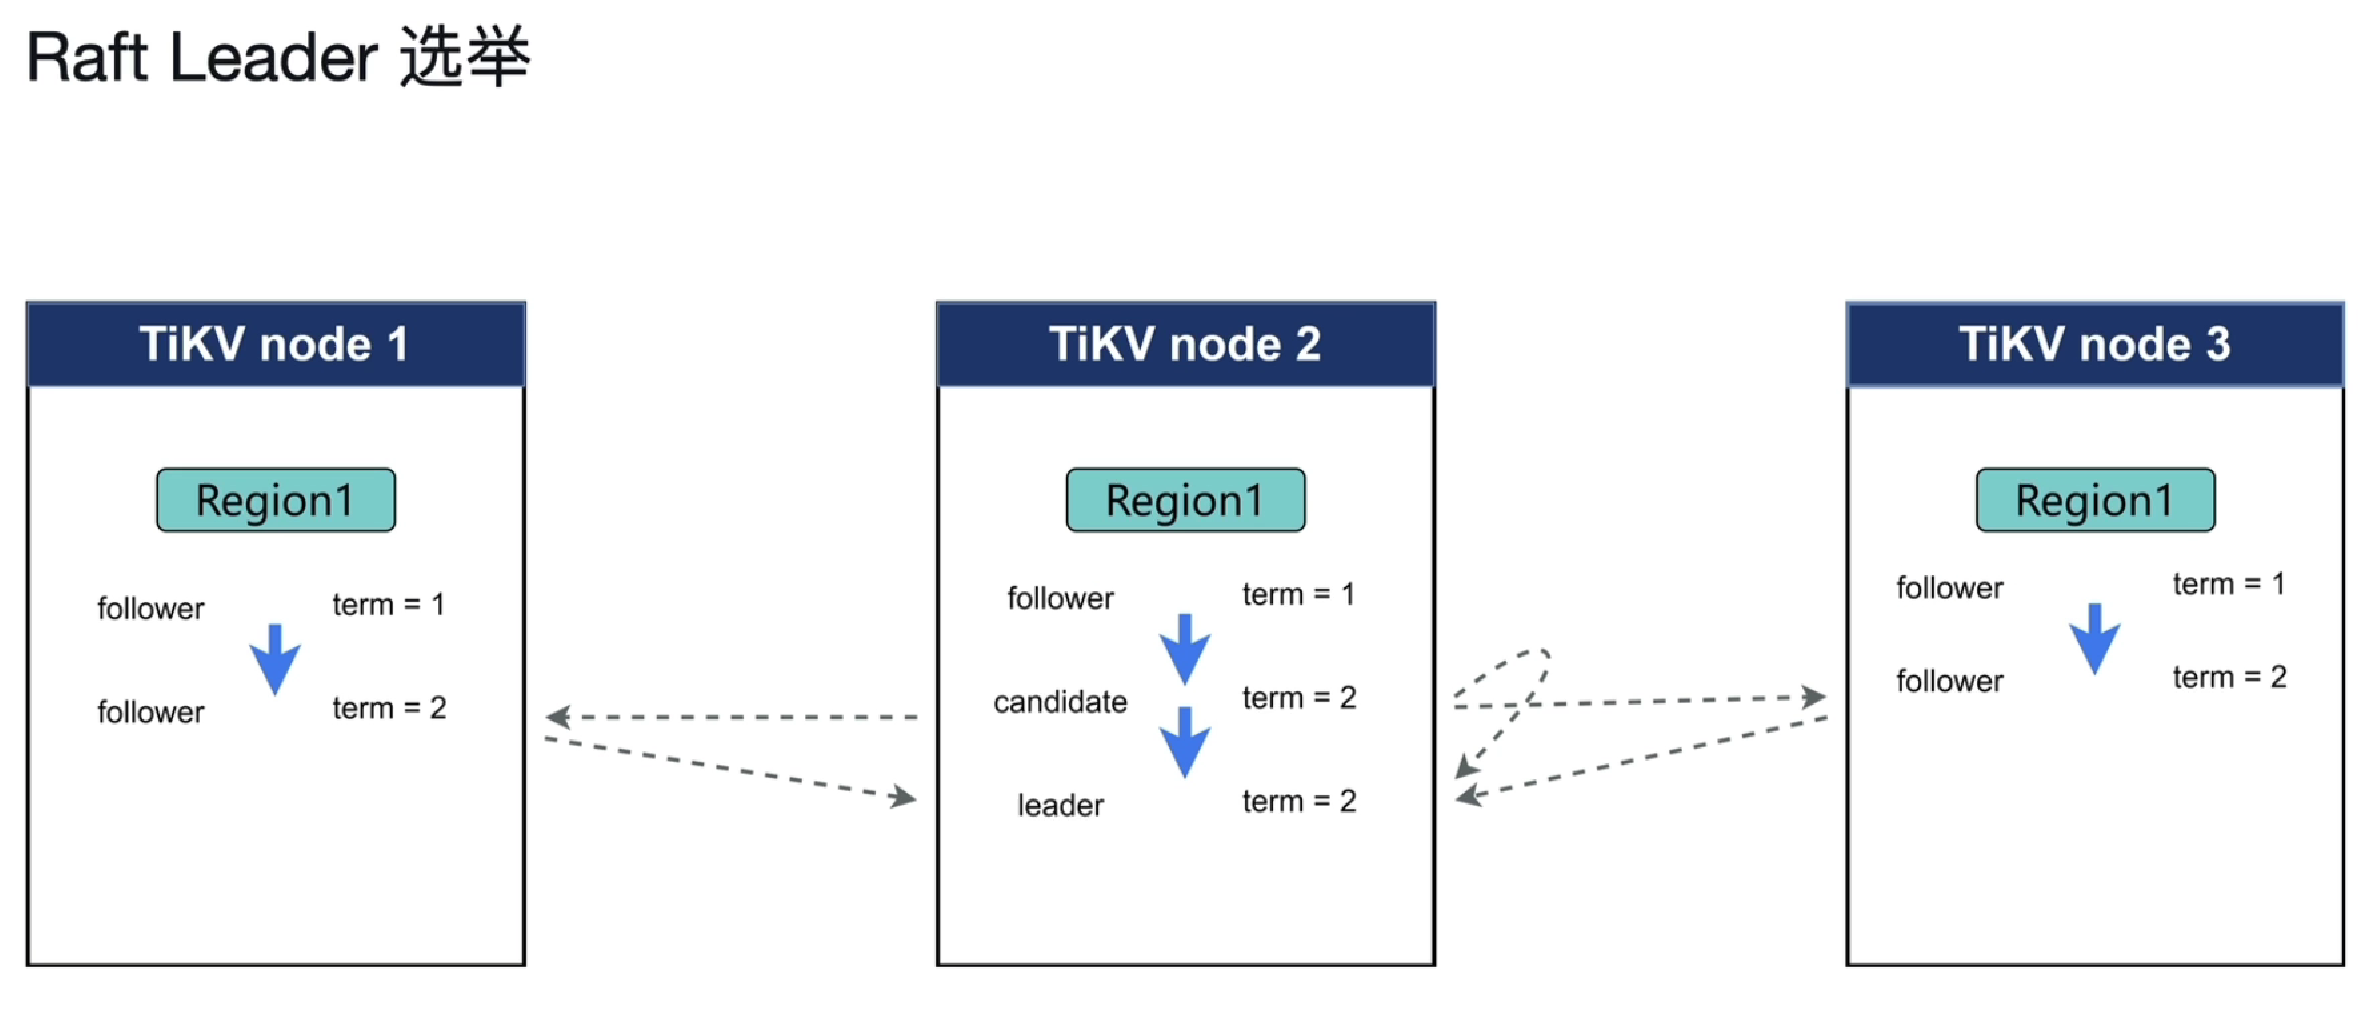 Raft Leader 选举
TiKV node 1
Region1
follower term = 1
follower term = 2
TiKV node 2
Region1
follower term = 1
candidate term = 2
leader term = 2
TiKV node 3
Region1
follower term = 1
follower term = 2